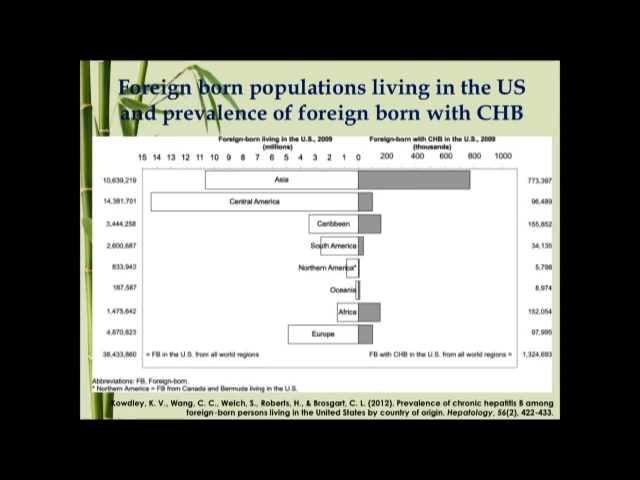 Foreign born populations living in the US
and prevalence of foreign born with CHB
Foreign-born living in the U.S., 2009 Foreign-born with CHB in the U.S., 2009
(millions) (thousands)
15 14 13 12 11 10 9 8 7 6 5 4 3 2 1 0 200 400 600 800 1000
10,639,219 Asia 773,397
14,381,701 Central America 96,489
3,444,258 Caribbean 155,852
2,600,687 South America 34,135
833,943 Northern America* 5,798
187,587 Oceania 8,974
1,475,642 Africa 152,054
4,870,823 Europe 97,995
38,433,860 = FB in the U.S. from all world regions FB with CHB in the U.S. from all world regions = 1,324,693
Abbreviations: FB, Foreign-born.
* Northern America = FB from Canada and Bermuda living in the U.S.
Kowdley, K. V., Wang, C. C., Welch, S., Roberts, H., & Brosgart, C. L. (2012). Prevalence of chronic hepatitis B among
foreign-born persons living in the United States by country of origin. Hepatology, 56(2), 422-433.